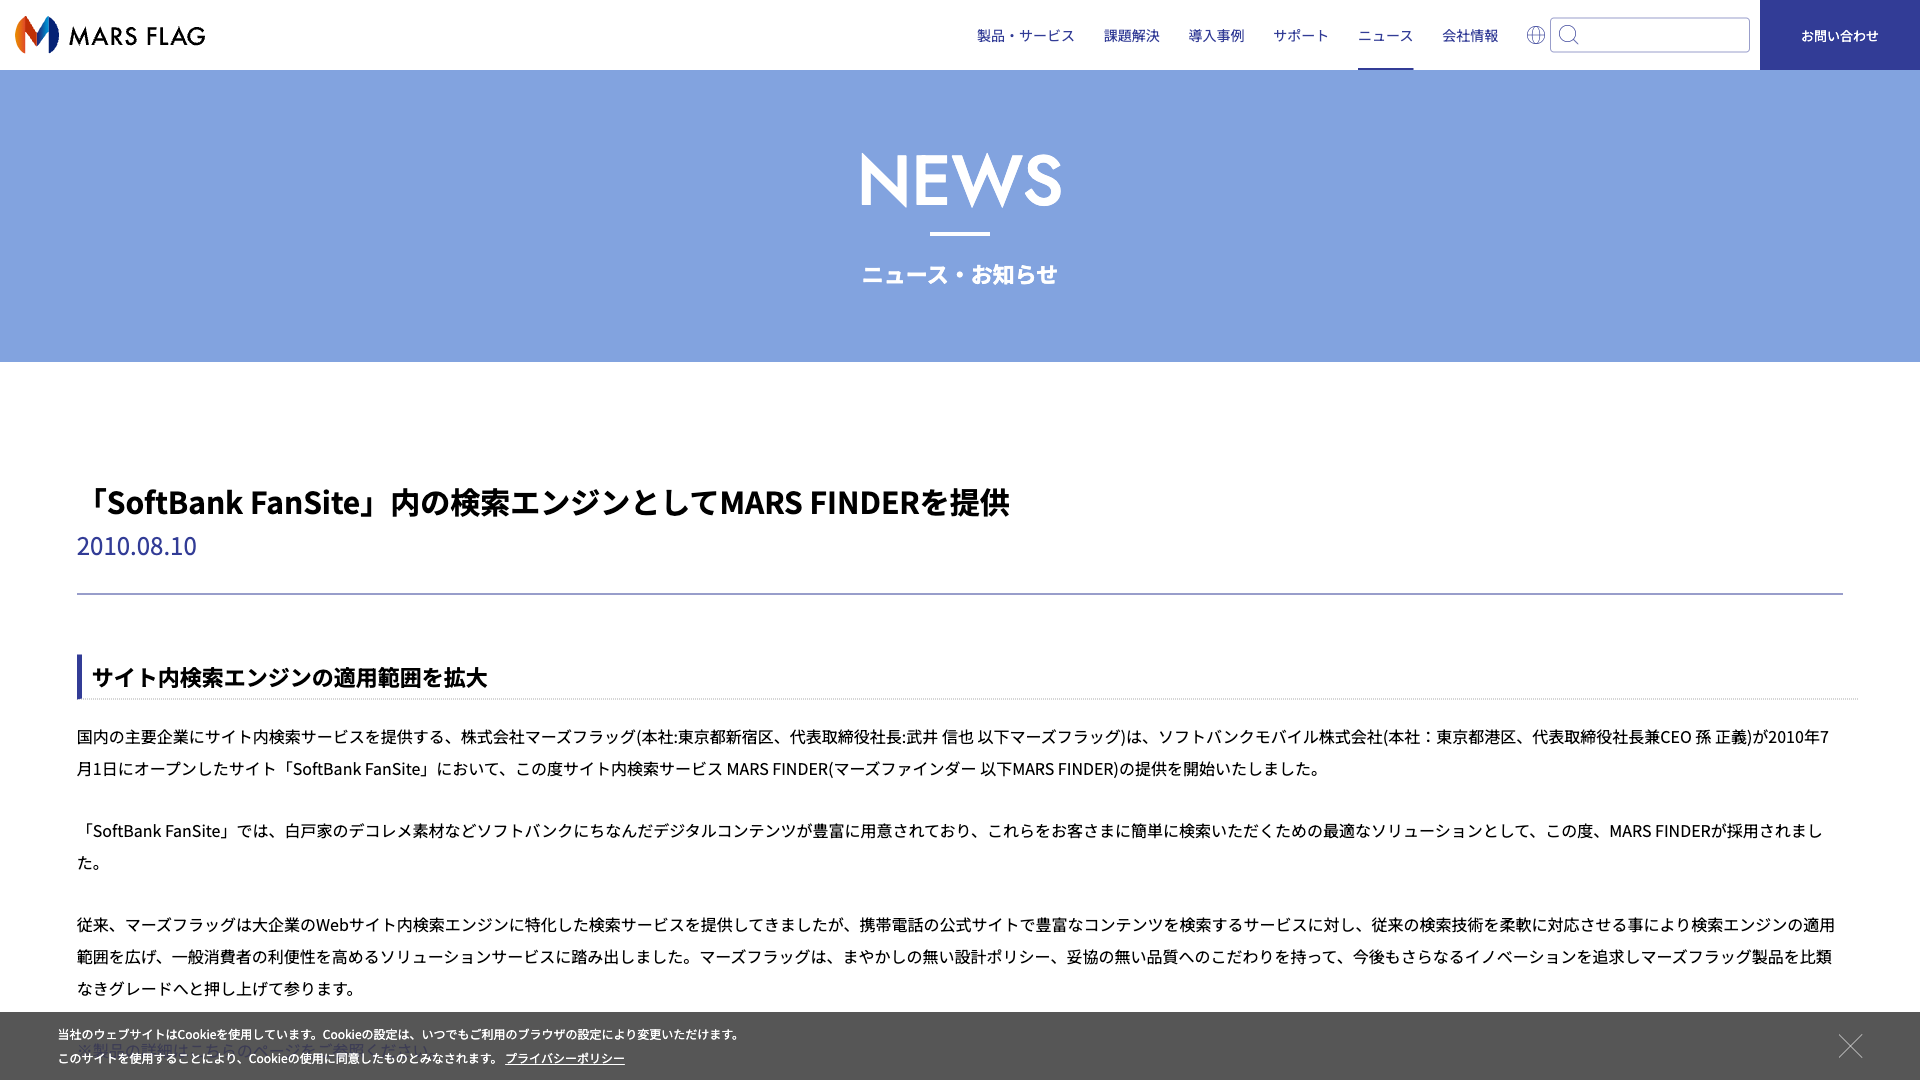 MARS FLAG
製品・サービス 課題解決 導入事例 サポート ニュース 会社情報 お問い合わせ
NEWS
ニュース・お知らせ
「SoftBank FanSite」内の検索エンジンとしてMARS FINDERを提供
2010.08.10
サイト内検索エンジンの適用範囲を拡大
国内の主要企業にサイト内検索サービスを提供する、株式会社マーズフラッグ(本社:東京都新宿区、代表取締役社長:武井 信也 以下マーズフラッグ)は、ソフトバンクモバイル株式会社(本社：東京都港区、代表取締役社長兼CEO 孫 正義)が2010年7
月1日にオープンしたサイト「SoftBank FanSite」において、この度サイト内検索サービス MARS FINDER(マーズファインダー 以下MARS FINDER)の提供を開始いたしました。
「SoftBank FanSite」では、白戸家のデコレメ素材などソフトバンクにちなんだデジタルコンテンツが豊富に用意されており、これらをお客さまに簡単に検索いただくための最適なソリューションとして、この度、MARS FINDERが採用されまし
た。
従来、マーズフラッグは大企業のWebサイト内検索エンジンに特化した検索サービスを提供してきましたが、携帯電話の公式サイトで豊富なコンテンツを検索するサービスに対し、従来の検索技術を柔軟に対応させる事により検索エンジンの適用
範囲を広げ、一般消費者の利便性を高めるソリューションサービスに踏み出しました。マーズフラッグは、まやかしの無い設計ポリシー、妥協の無い品質へのこだわりを持って、今後もさらなるイノベーションを追求しマーズフラッグ製品を比類
なきグレードへと押し上げて参ります。
※製品の詳細はこちらのページをご参照ください。
当社のウェブサイトはCookieを使用しています。Cookieの設定は、いつでもご利用のブラウザの設定により変更いただけます。
このサイトを使用することにより、Cookieの使用に同意したものとみなされます。 プライバシーポリシー